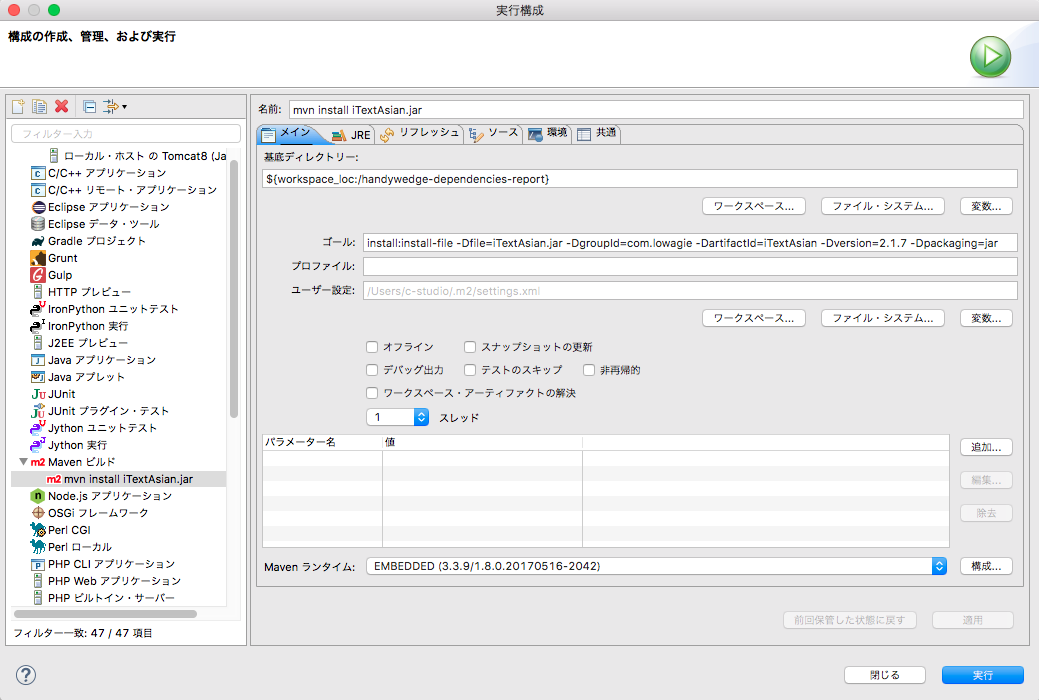 実行構成
構成の作成、管理、および実行
フィルター入力
ローカル・ホスト の Tomcat8 (Ja
C/C++ アプリケーション
C/C++ リモート・アプリケーション
Eclipse アプリケーション
Eclipse データ・ツール
Gradle プロジェクト
Grunt
Gulp
HTTP プレビュー
IronPython ユニットテスト
IronPython 実行
J2EE プレビュー
Java アプリケーション
Java アプレット
JUnit
JUnit プラグイン・テスト
Jython ユニットテスト
Jython 実行
Maven ビルド
mvn install iTextAsian.jar
Node.js アプリケーション
OSGi フレームワーク
Perl CGI
Perl ローカル
PHP CLI アプリケーション
PHP Web アプリケーション
PHP ビルトイン・サーバー
フィルター一致: 47 / 47 項目
名前: mvn install iTextAsian.jar
メイン JRE リフレッシュ ソース 環境 共通
基底ディレクトリー:
${workspace_loc:/handywedge-dependencies-report}
ワークスペース... ファイル・システム... 変数...
ゴール: install:install-file -Dfile=iTextAsian.jar -DgroupId=com.lowagie -DartifactId=iTextAsian -Dversion=2.1.7 -Dpackaging=jar
プロファイル:
ユーザー設定: /Users/c-studio/.m2/settings.xml
ワークスペース... ファイル・システム... 変数...
オフライン スナップショットの更新
デバッグ出力 テストのスキップ 非再帰的
ワークスペース・アーティファクトの解決
1 スレッド
パラメーター名 値
追加...
編集...
除去
Maven ランタイム: EMBEDDED (3.3.9/1.8.0.20170516-2042) 構成...
前回保管した状態に戻す 適用
閉じる 実行